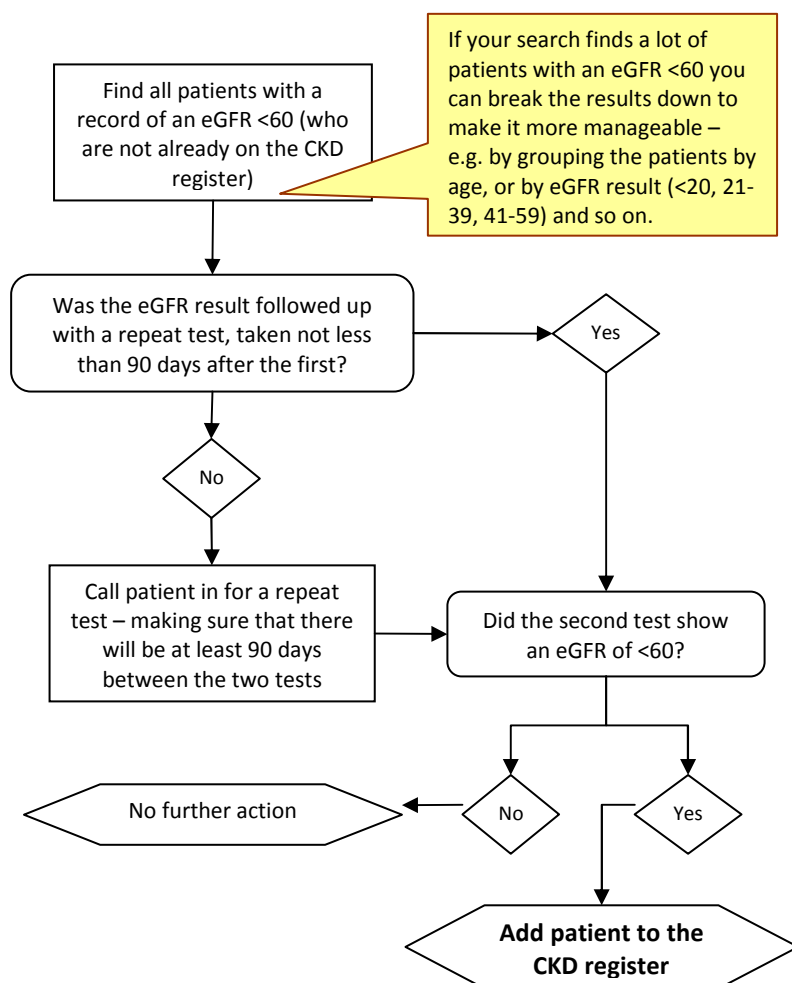 If your search finds a lot of
patients with an eGFR <60 you
can break the results down to
make it more manageable –
e.g. by grouping the patients by
age, or by eGFR result (<20, 21-
39, 41-59) and so on.
Find all patients with a
record of an eGFR <60 (who
are not already on the CKD
register)
Was the eGFR result followed up
with a repeat test, taken not less
than 90 days after the first?
Yes
No
Call patient in for a repeat
test – making sure that there
will be at least 90 days
between the two tests
Did the second test show
an eGFR of <60?
No further action
No
Yes
Add patient to the
CKD register